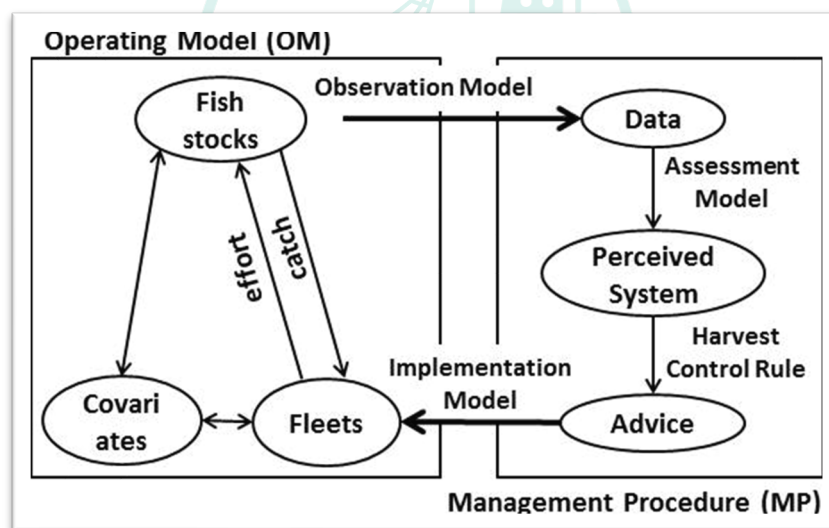 Operating Model (OM)
Observation Model
Fish
stocks
Data
Assessment
Model
effort
catch
Perceived
System
Harvest
Control Rule
Implementation
Model
Covari
ates
Fleets
Advice
Management Procedure (MP)